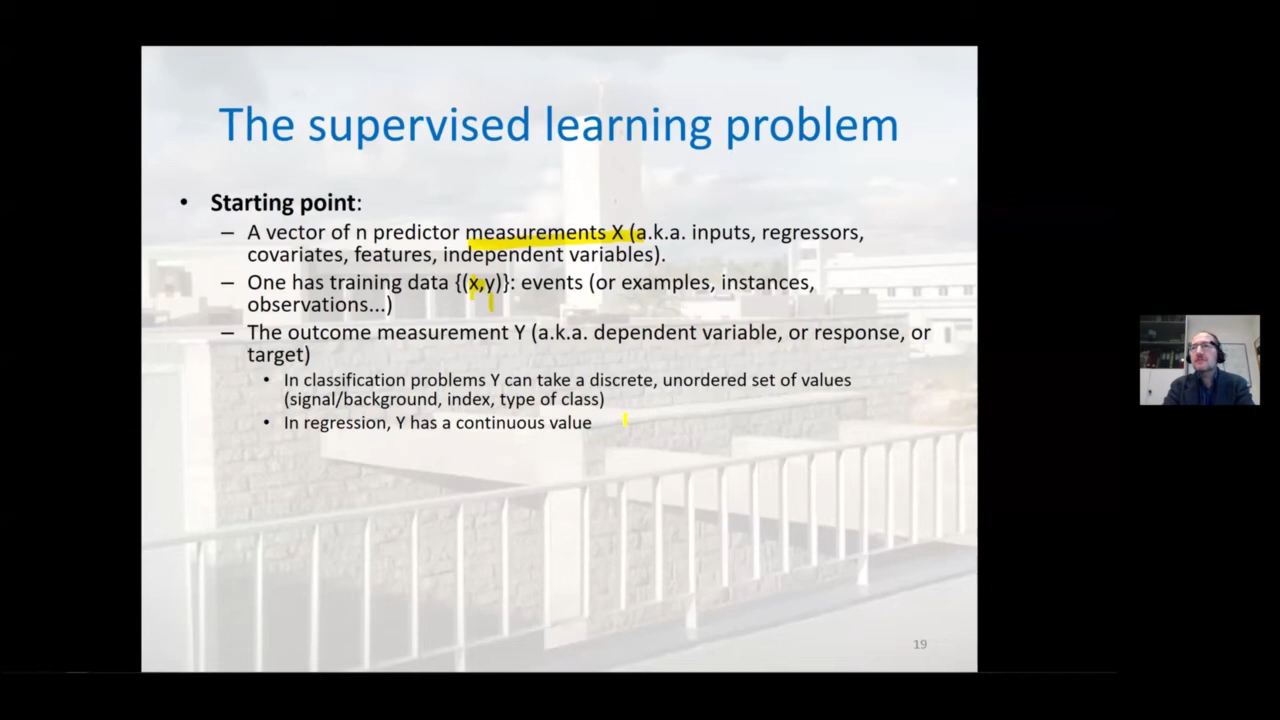 The supervised learning problem
• Starting point:
– A vector of n predictor measurements X (a.k.a. inputs, regressors,
covariates, features, independent variables).
– One has training data {(x,y)}: events (or examples, instances,
observations...)
– The outcome measurement Y (a.k.a. dependent variable, or response, or
target)
• In classification problems Y can take a discrete, unordered set of values
(signal/background, index, type of class)
• In regression, Y has a continuous value
19